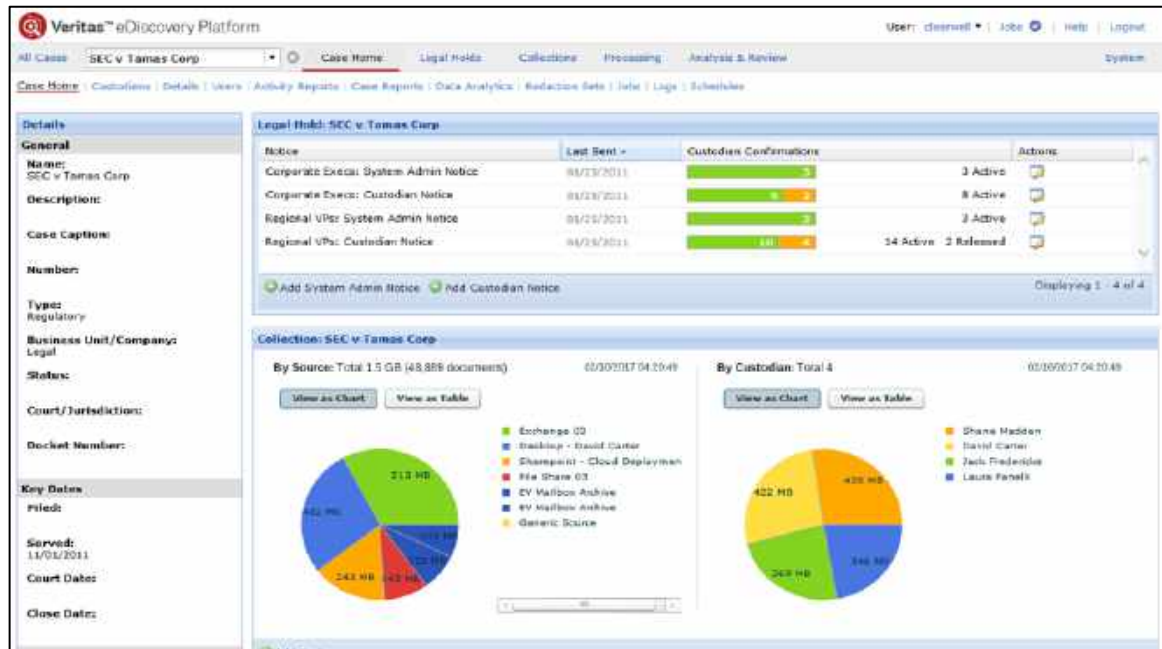 Veritas™ eDiscovery Platform
User: clearwell | Jobs | Help | Logout
All Cases SEC v Tamas Corp Case Home Legal Holds Collections Processing Analysis & Review System
Case Home | Custodians | Details | Users | Activity Reports | Case Reports | Data Analytics | Redaction Sets | Jobs | Logs | Schedules
Details
General
Name:
SEC v Tamas Corp
Description:
Case Caption:
Number:
Type:
Regulatory
Business Unit/Company:
Legal
Status:
Court/Jurisdiction:
Docket Number:
Key Dates
Filed:
Served:
11/01/2011
Court Date:
Close Date:
Legal Hold: SEC v Tamas Corp
Notice Last Sent Custodian Confirmations Actions
Corporate Execs: System Admin Notice 3 3 Active
Corporate Execs: Custodian Notice 2 8 Active
Regional VPs: System Admin Notice 3 Active
Regional VPs: Custodian Notice 10 4 14 Active 2 Released
Add System Admin Notice Add Custodian Notice Displaying 1 - 4 of 4
Collection: SEC v Tamas Corp
By Source: Total 1.5 GB (48,889 documents)
View as Chart View as Table
Exchange 03
Desktop - David Carter
Sharepoint - Cloud Deploymen
File Share 03
EV Mailbox Archive
EV Mailbox Archive
Generic Source
513 MB
243 MB
By Custodian: Total 4
View as Chart View as Table
Shane Madden
David Carter
Jack
Laura
422 MB